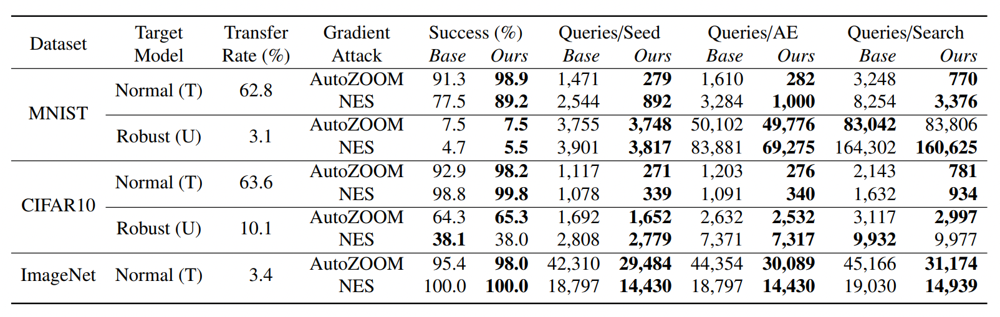 Dataset Target Model Transfer Rate (%) Gradient Attack Success (%) Queries/Seed Queries/AE Queries/Search
Base Ours Base Ours Base Ours Base Ours
MNIST Normal (T) 62.8 AutoZOOM 91.3 98.9 1,471 279 1,610 282 3,248 770
NES 77.5 89.2 2,544 892 3,284 1,000 8,254 3,376
Robust (U) 3.1 AutoZOOM 7.5 7.5 3,755 3,748 50,102 49,776 83,042 83,806
NES 4.7 5.5 3,901 3,817 83,881 69,275 164,302 160,625
CIFAR10 Normal (T) 63.6 AutoZOOM 92.9 98.2 1,117 271 1,203 276 2,143 781
NES 98.8 99.8 1,078 339 1,091 340 1,632 934
Robust (U) 10.1 AutoZOOM 64.3 65.3 1,692 1,652 2,632 2,532 3,117 2,997
NES 38.1 38.0 2,808 2,779 7,371 7,317 9,932 9,977
ImageNet Normal (T) 3.4 AutoZOOM 95.4 98.0 42,310 29,484 44,354 30,089 45,166 31,174
NES 100.0 100.0 18,797 14,430 18,797 14,430 19,030 14,939